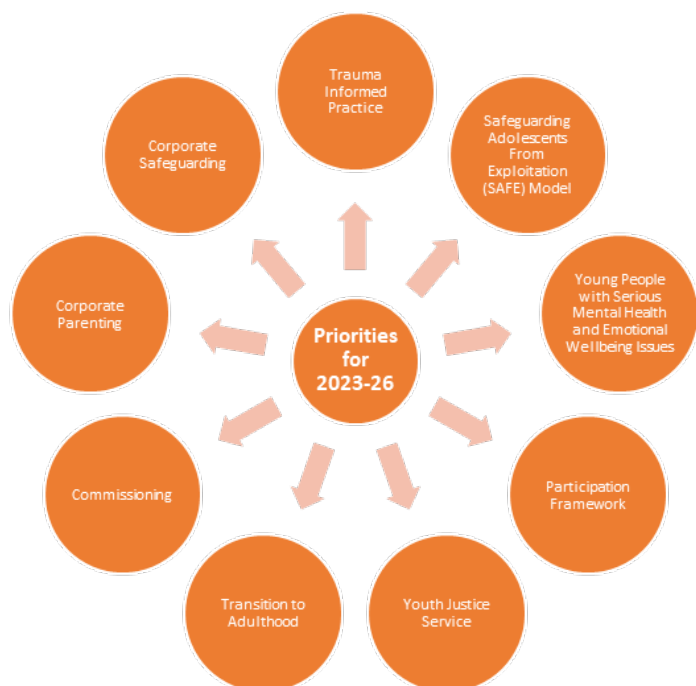 Priorities
for
2023-26
Trauma
Informed
Practice
Safeguarding
Adolescents
From
Exploitation
(SAFE) Model
Young People
with Serious
Mental Health
and Emotional
Wellbeing Issues
Participation
Framework
Youth Justice
Service
Transition to
Adulthood
Commissioning
Corporate
Parenting
Corporate
Safeguarding